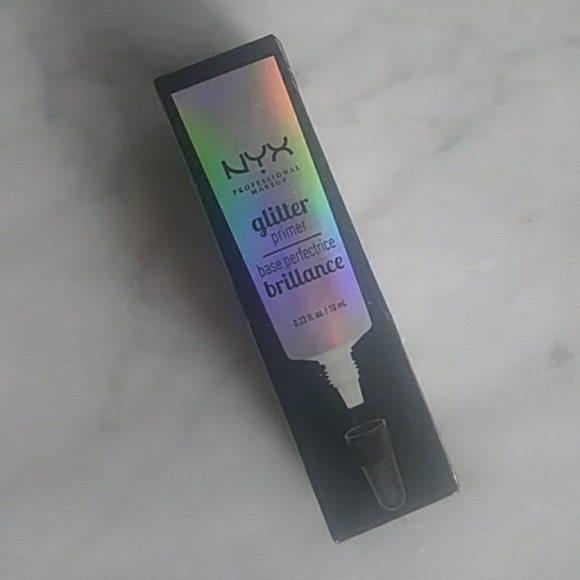 NYX
PROFESSIONAL
MAKEUP
glitter
primer
base perfectrice
brillance
0.33 fl. oz. / 10 mL